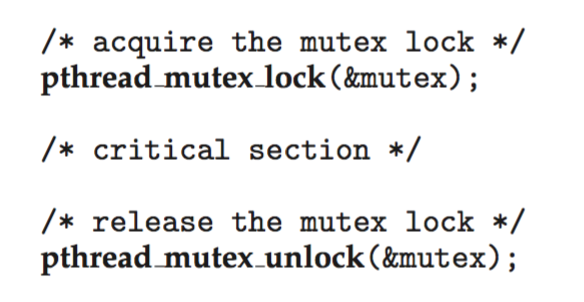 /* acquire the mutex lock */
pthread_mutex_lock(&mutex);
/* critical section */
/* release the mutex lock */
pthread_mutex_unlock(&mutex);